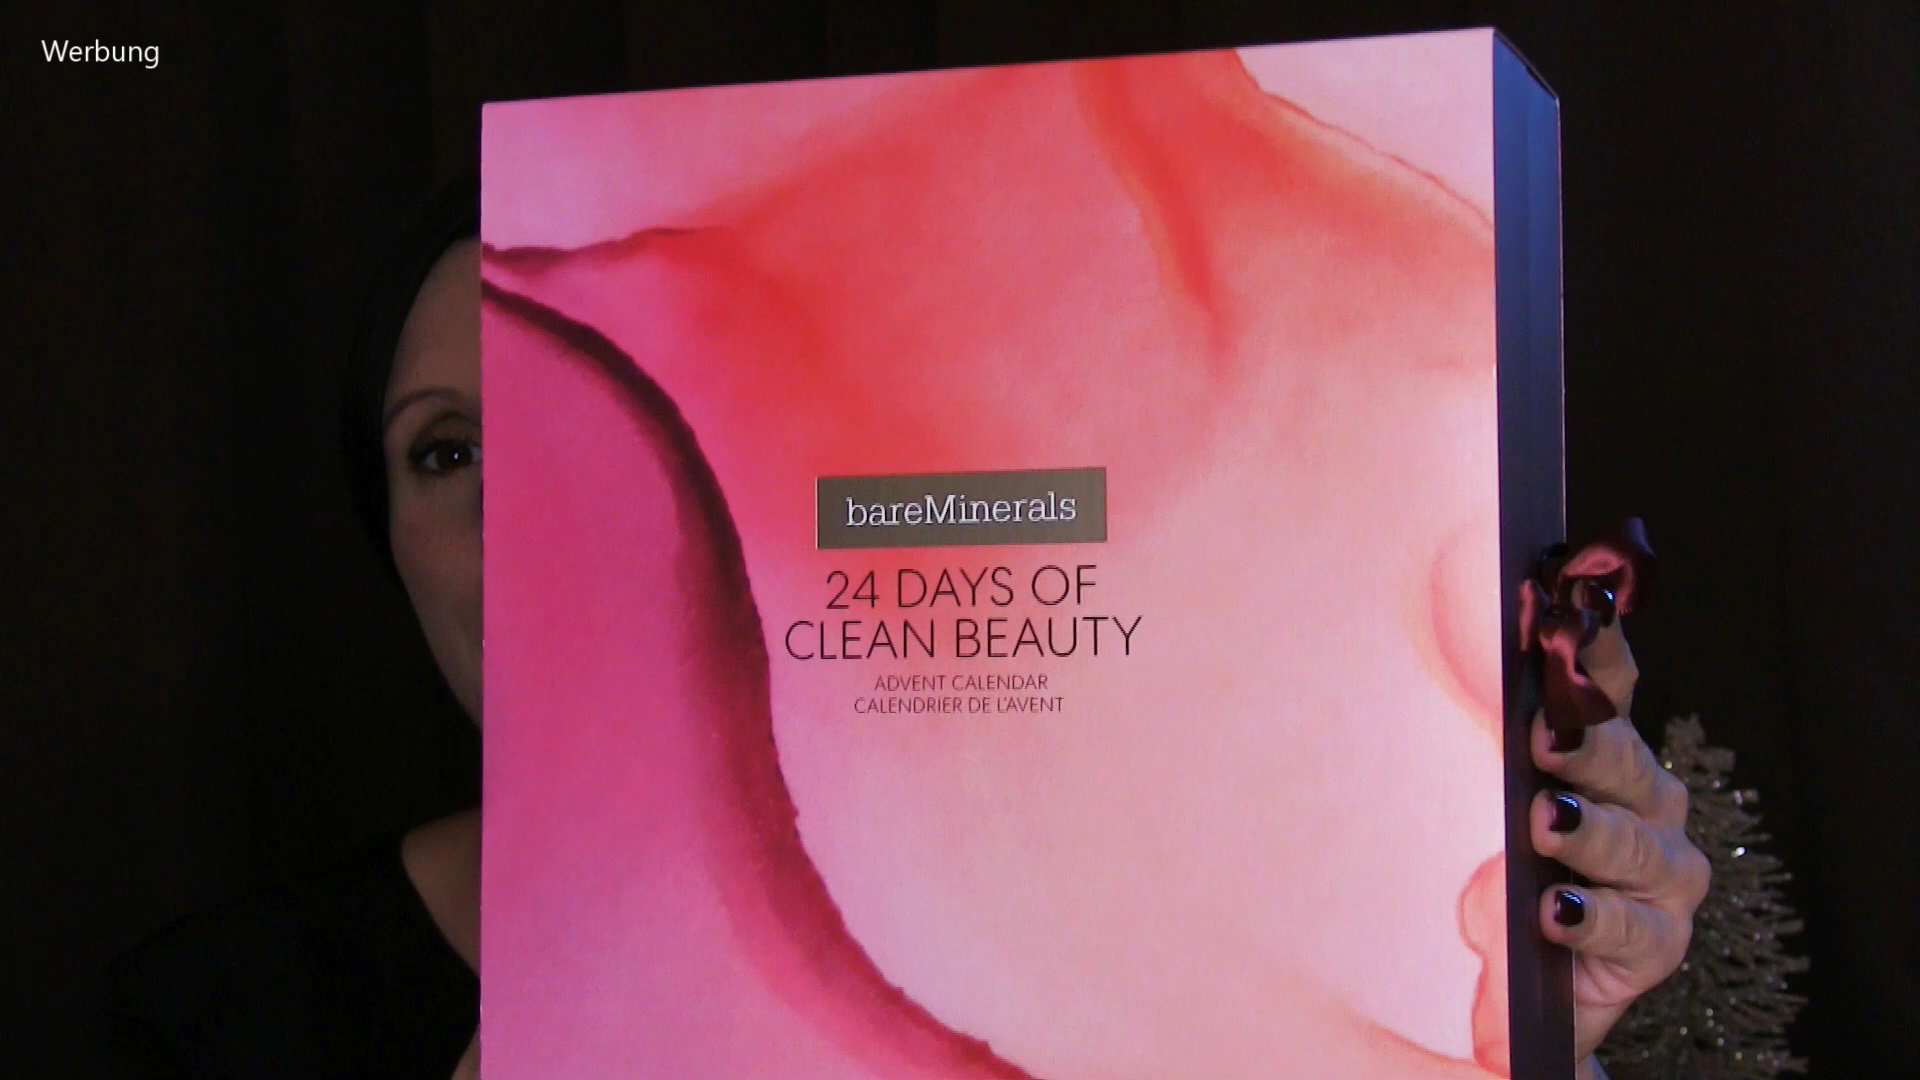 Werbung
bareMinerals
24 DAYS OF
CLEAN BEAUTY
ADVENT CALENDAR
CALENDRIER DE L'AVENT